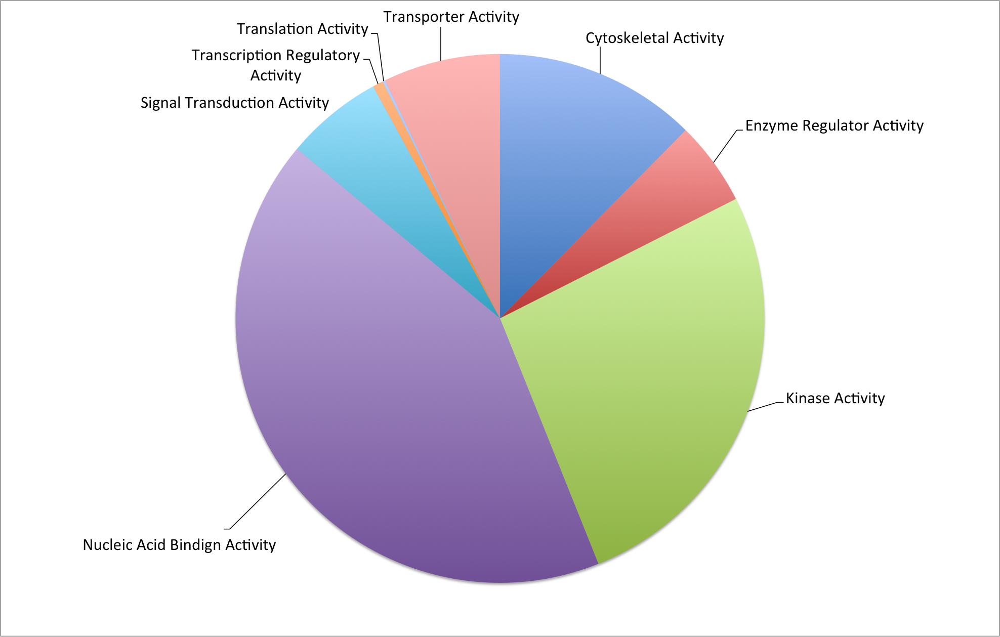 Transporter Activity
Translation Activity
Cytoskeletal Activity
Transcription Regulatory
Activity
Signal Transduction Activity
Enzyme Regulator Activity
Kinase Activity
Nucleic Acid Bindign Activity